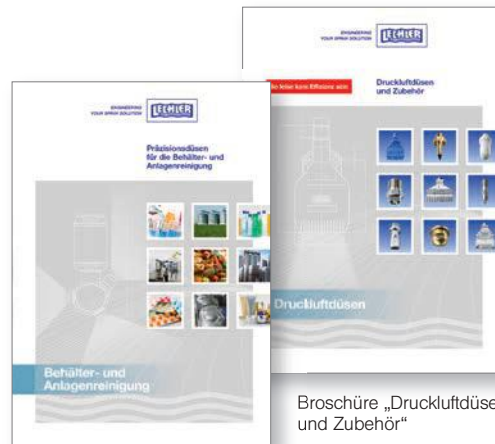 ENGINEERING
YOUR SPRAY SOLUTION
LECHLER
Präzisionsdüsen
für die Behälter- und
Anlagenreinigung
Behälter- und
Anlagenreinigung
ENGINEERING
YOUR SPRAY SOLUTION
LECHLER
Druckluftdüsen
und Zubehör
Druckluftdüsen
Broschüre „Druckluftdüse
und Zubehör“